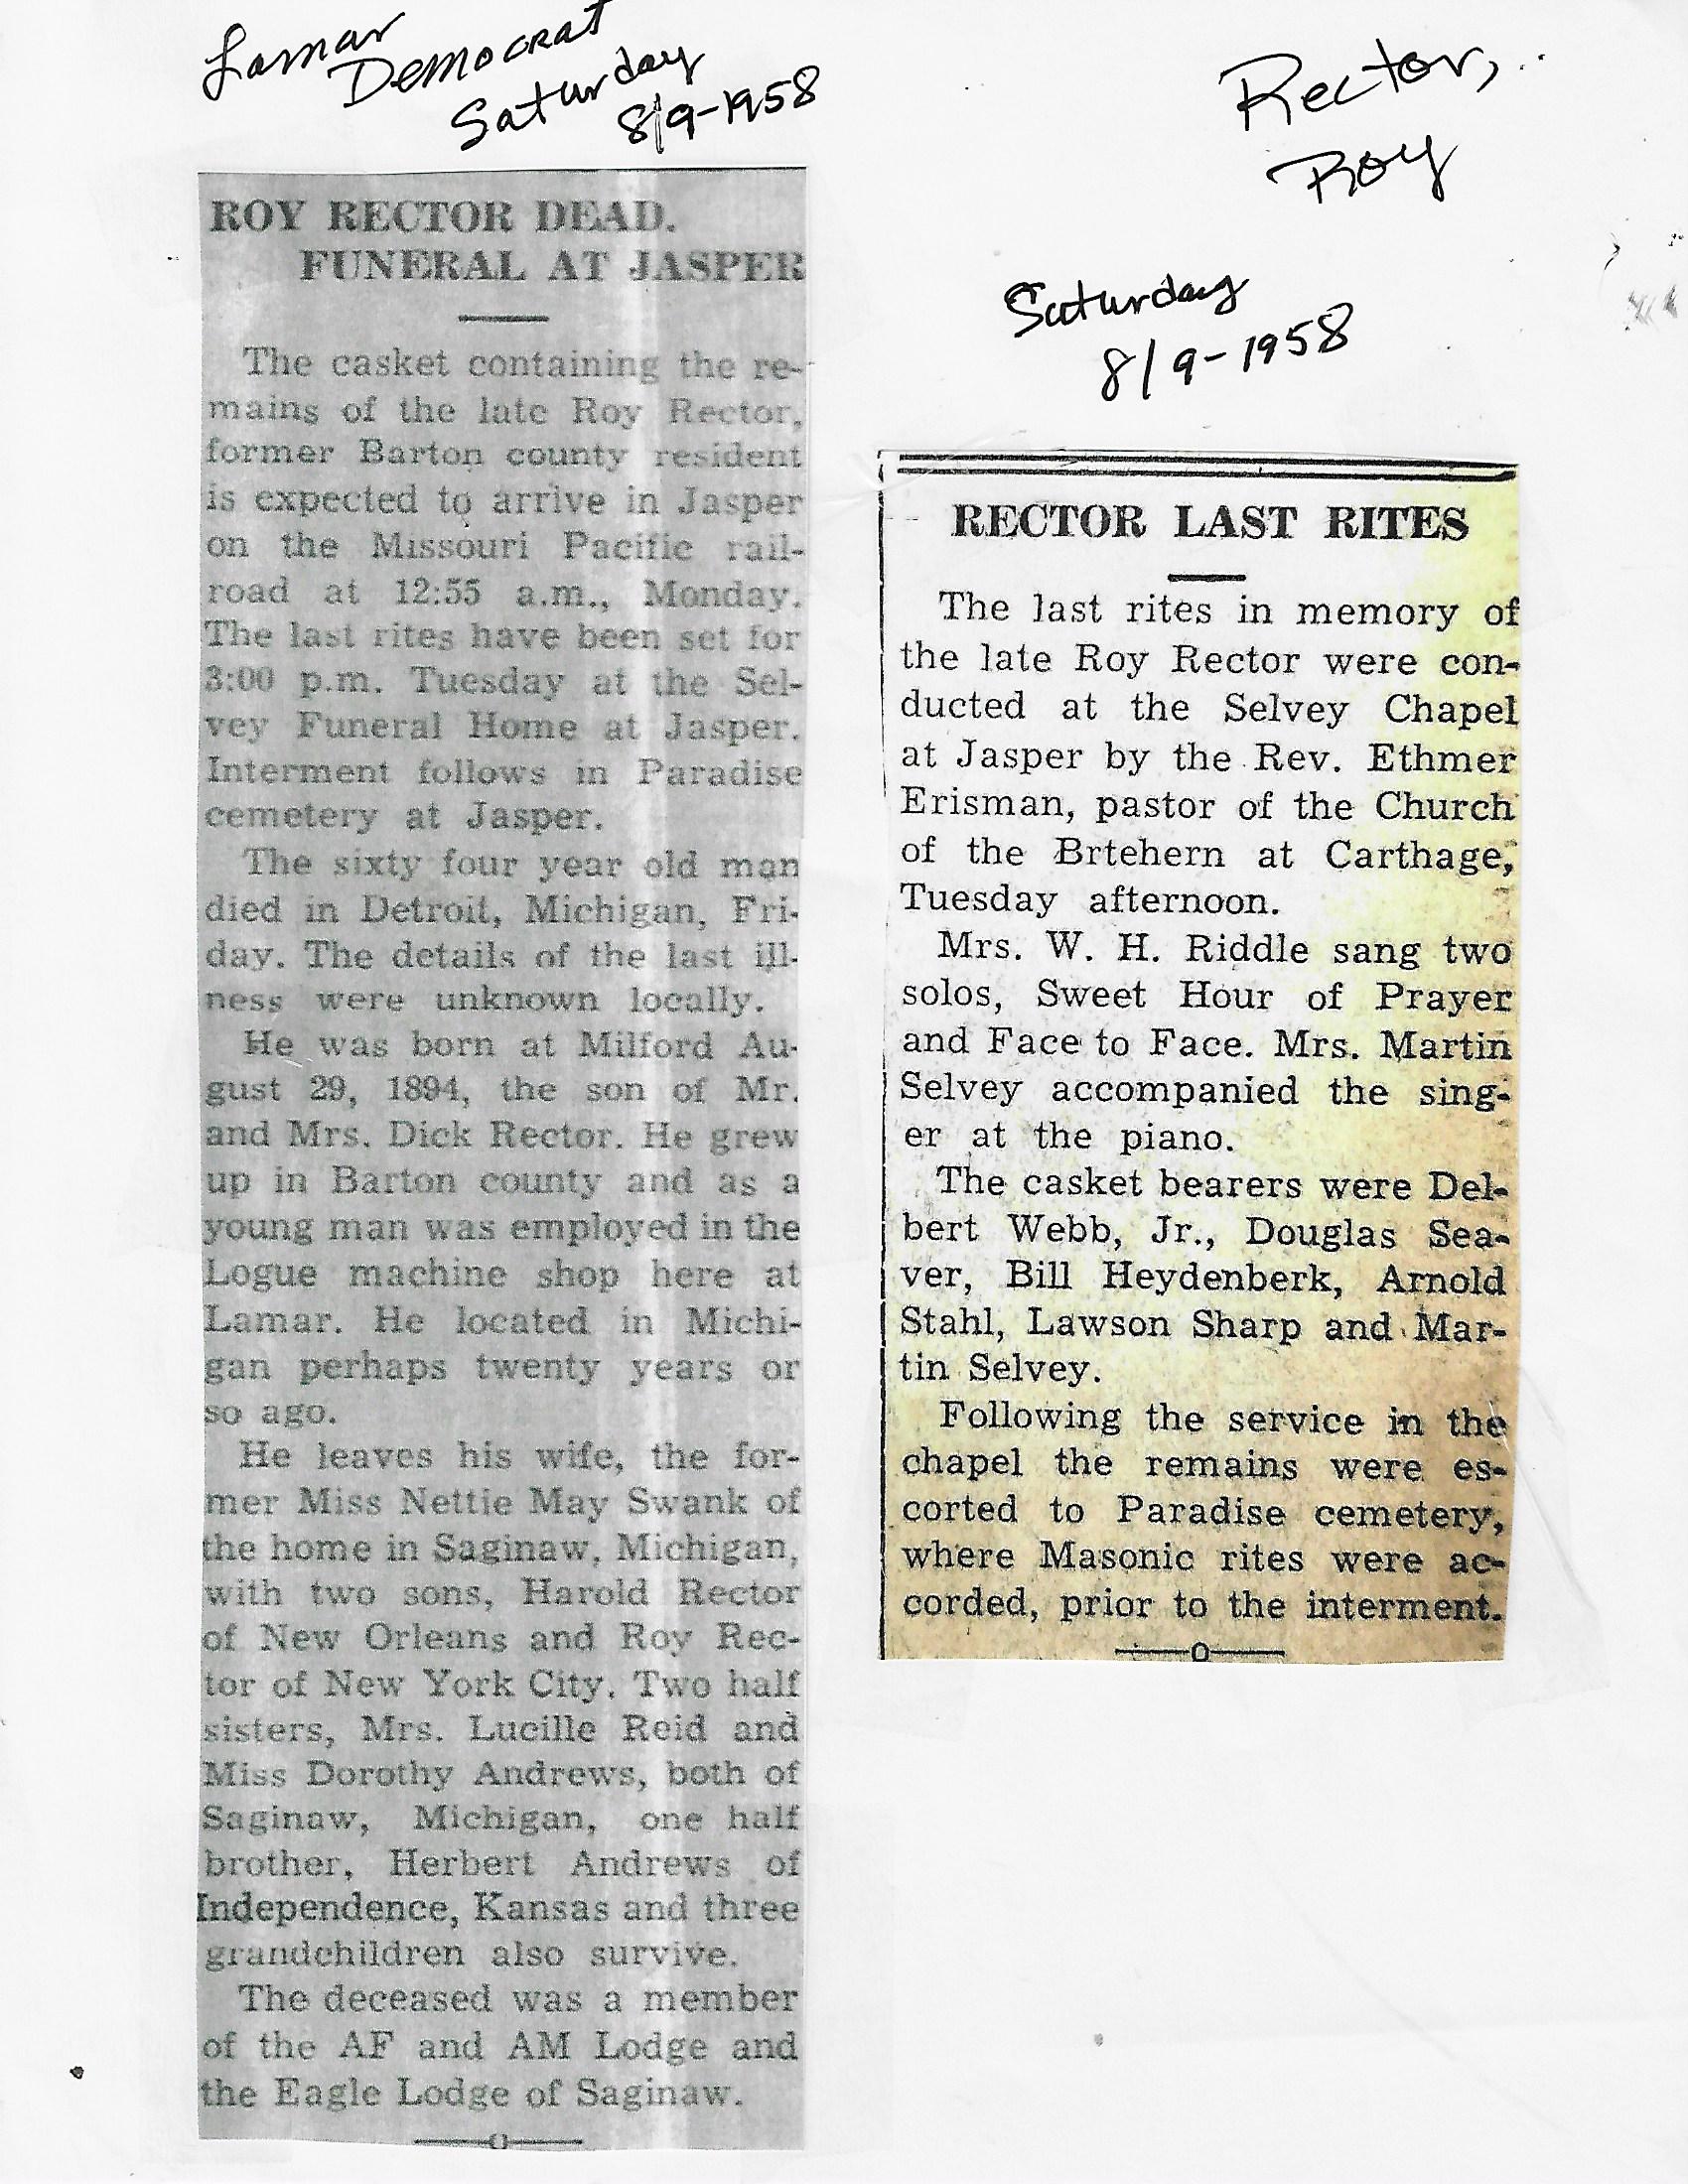 Lamar
Democrat
Saturday
8/9-1958
Rector,
Roy
ROY RECTOR DEAD.
FUNERAL AT JASPER
The casket containing the re-
mains of the late Roy Rector,
former Barton county resident
is expected to arrive in Jasper
on the Missouri Pacific rail-
road at 12:55 a.m., Monday.
The last rites have been set for
3:00 p.m. Tuesday at the Sel-
vey Funeral Home at Jasper.
Interment follows in Paradise
cemetery at Jasper.
The sixty four year old man
died in Detroit, Michigan, Fri-
day. The details of the last ill-
ness were unknown locally.
He was born at Milford Au-
gust 29, 1894, the son of Mr.
and Mrs. Dick Rector. He grew
up in Barton county and as a
young man was employed in the
Logue machine shop here at
Lamar. He located in Michi-
gan perhaps twenty years or
so ago.
He leaves his wife, the for-
mer Miss Nettie May Swank of
the home in Saginaw, Michigan,
with two sons, Harold Rector
of New Orleans and Roy Rec-
tor of New York City. Two half
sisters, Mrs. Lucille Reid and
Miss Dorothy Andrews, both of
Saginaw, Michigan, one half
brother, Herbert Andrews of
Independence, Kansas and three
grandchildren also survive.
The deceased was a member
of the AF and AM Lodge and
the Eagle Lodge of Saginaw.
Saturday
8/9-1958
RECTOR LAST RITES
The last rites in memory of
the late Roy Rector were con-
ducted at the Selvey Chapel
at Jasper by the Rev. Ethmer
Erisman, pastor of the Church
of the Brtehern at Carthage,
Tuesday afternoon.
Mrs. W. H. Riddle sang two
solos, Sweet Hour of Prayer
and Face to Face. Mrs. Martin
Selvey accompanied the sing-
er at the piano.
The casket bearers were Del-
bert Webb, Jr., Douglas Sea-
ver, Bill Heydenberk, Arnold
Stahl, Lawson Sharp and Mar-
tin Selvey.
Following the service in the
chapel the remains were es-
corted to Paradise cemetery,
where Masonic rites were ac-
corded, prior to the interment.